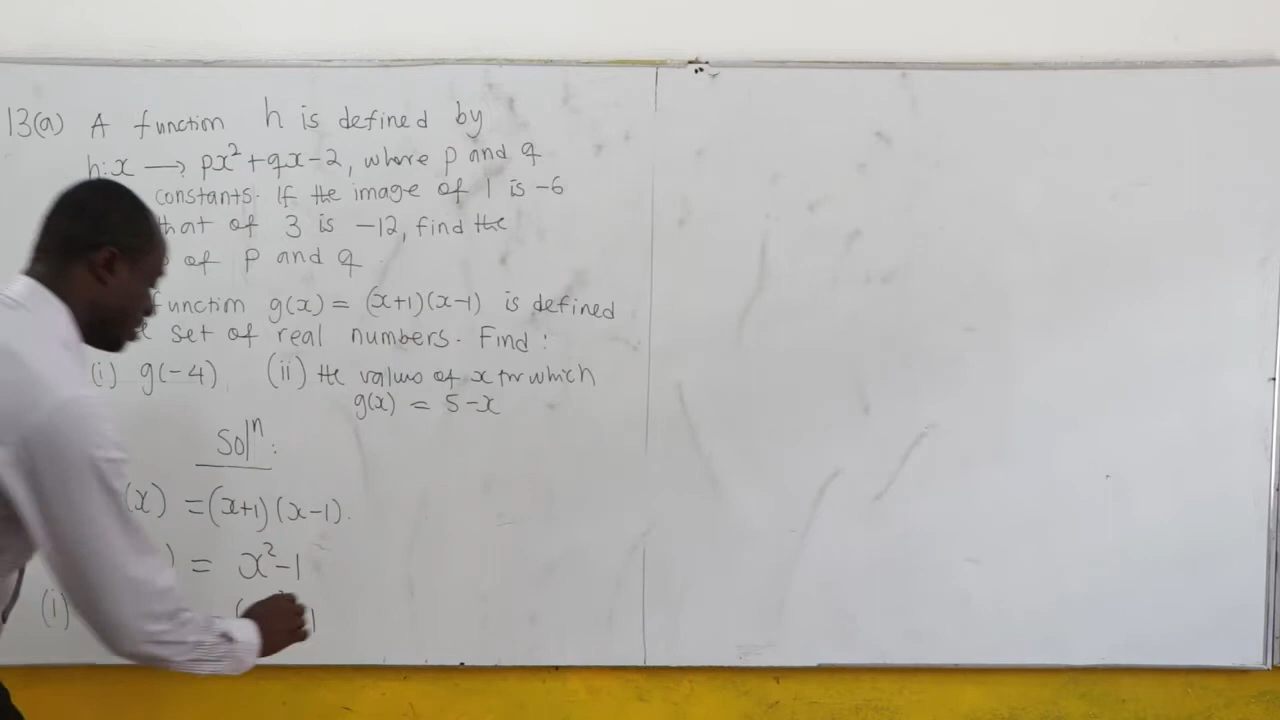 13(a) A function h is defined by
h:x → px²+qx-2, where p and q
constants. If the image of 1 is -6
that of 3 is -12, find the
of p and q.
function g(x) = (x+1)(x-1) is defined
set of real numbers. Find:
(i) g(-4) (ii) the values of x for which
g(x) = 5-x
Solⁿ:
(x) = (x+1)(x-1).
) = x²-1
(i)